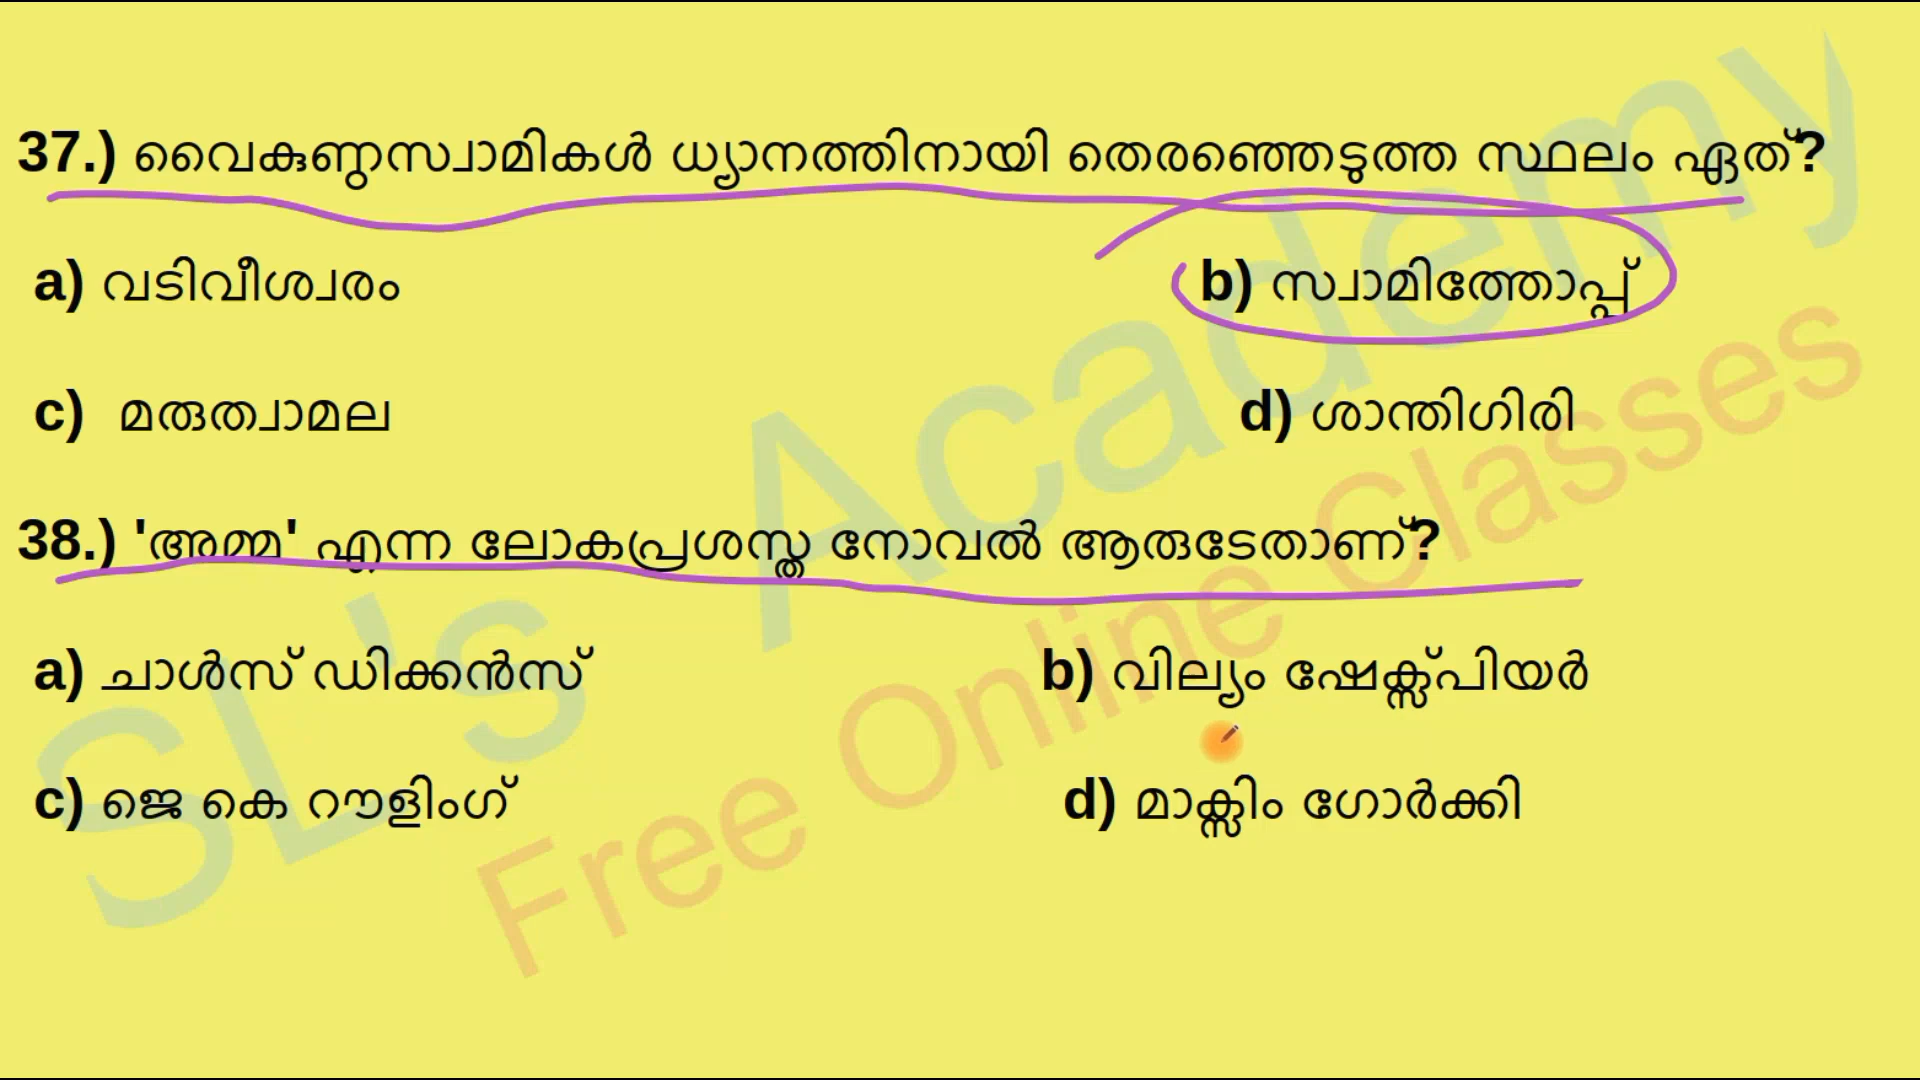 37.) വൈകുണ്ഠസ്വാമികൾ ധ്യാനത്തിനായി തെരഞ്ഞെടുത്ത സ്ഥലം ഏത്?
a) വടിവീശ്വരം b) സ്വാമിത്തോപ്പ്
c) മരുത്വാമല d) ശാന്തിഗിരി
38.) 'അമ്മ' എന്ന ലോകപ്രശസ്ത നോവൽ ആരുടേതാണ്?
a) ചാൾസ് ഡിക്കൻസ് b) വില്യം ഷേക്സ്പിയർ
c) ജെ കെ റൗളിംഗ് d) മാക്സിം ഗോർക്കി
SL's Academy
Free Online Classes